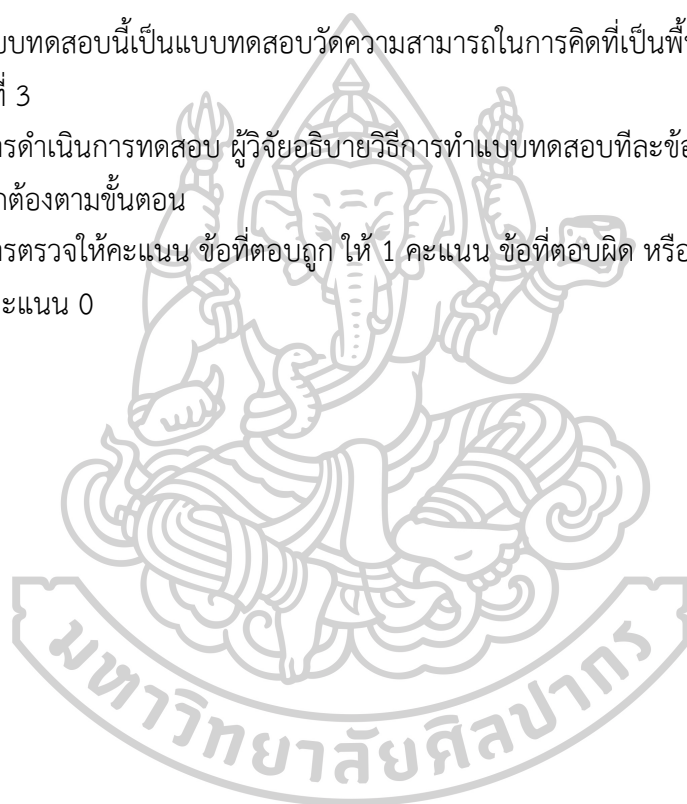 บบทดสอบนี้เป็นแบบทดสอบวัดความสามารถในการคิดที่เป็นพื้
ที่ 3
ารดำเนินการทดสอบ ผู้วิจัยอธิบายวิธีการทำแบบทดสอบทีละข้อ
กต้องตามขั้นตอน
ารตรวจให้คะแนน ข้อที่ตอบถูก ให้ 1 คะแนน ข้อที่ตอบผิด หรือ
ะแนน 0
มหาวิทยาลัยศิลปากร